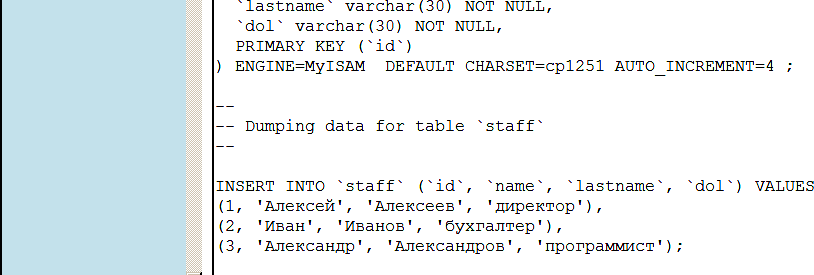 `lastname` varchar(30) NOT NULL,
`dol` varchar(30) NOT NULL,
PRIMARY KEY (`id`)
) ENGINE=MyISAM  DEFAULT CHARSET=cp1251 AUTO_INCREMENT=4 ;
--
-- Dumping data for table `staff`
--
INSERT INTO `staff` (`id`, `name`, `lastname`, `dol`) VALUES
(1, 'Алексей', 'Алексеев', 'директор'),
(2, 'Иван', 'Иванов', 'бухгалтер'),
(3, 'Александр', 'Александров', 'программист');